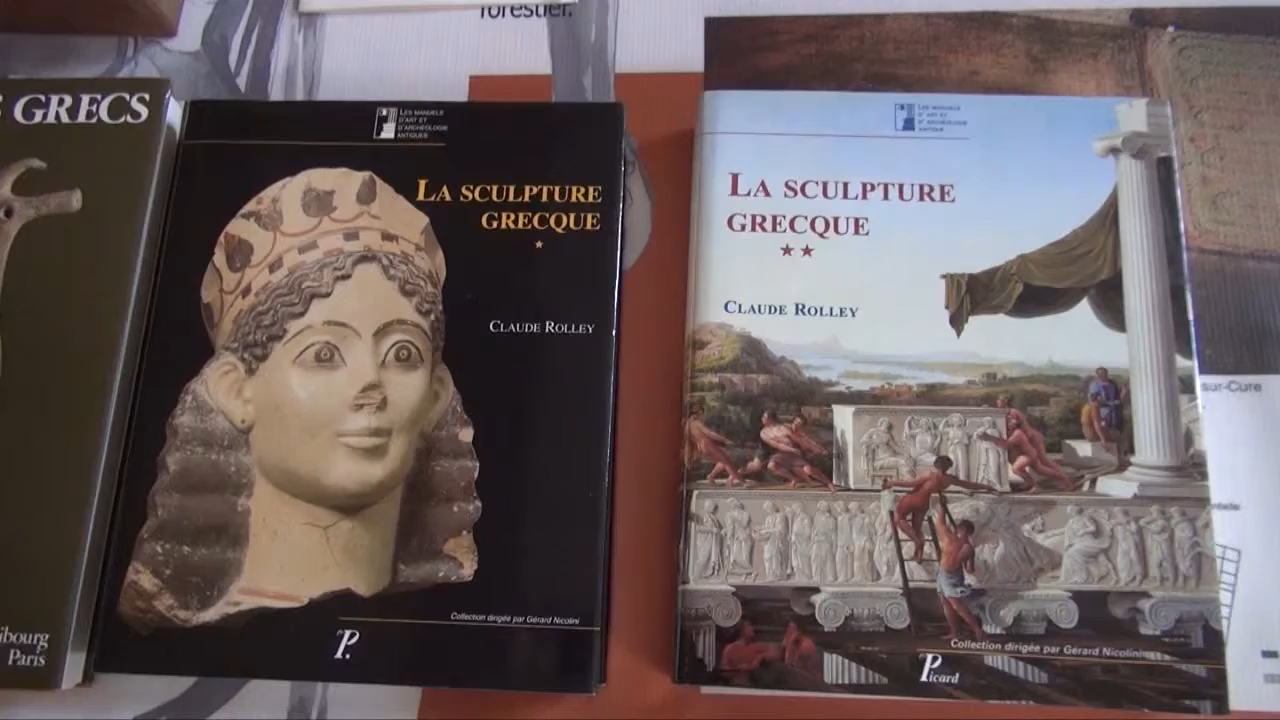 forestier.
GRECS
ibourg
Paris
LES MANUELS
D'ART ET
D'ARCHÉOLOGIE
ANTIQUES
LA SCULPTURE
GRECQUE
*
CLAUDE ROLLEY
Collection dirigée par Gérard Nicolini
P.
LES MANUELS
D'ART ET
D'ARCHÉOLOGIE
ANTIQUE
LA SCULPTURE
GRECQUE
**
CLAUDE ROLLEY
Collection dirigée par Gérard Nicolini
Picard
sur-Cure